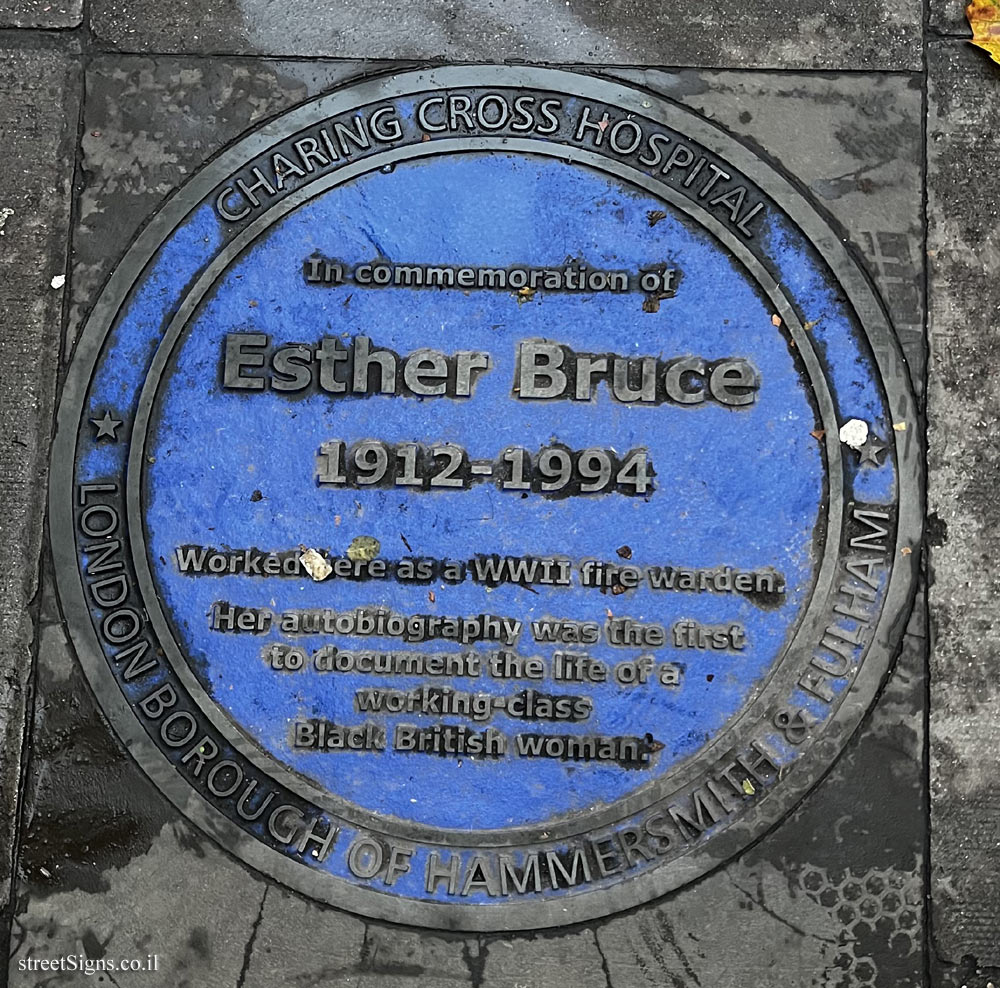 CHARING CROSS HOSPITAL
In commemoration of
Esther Bruce
1912-1994
Worked here as a WWII fire warden.
Her autobiography was the first
to document the life of a
working-class
Black British woman.
LONDON BOROUGH OF HAMMERSMITH & FULHAM
streetSigns.co.il